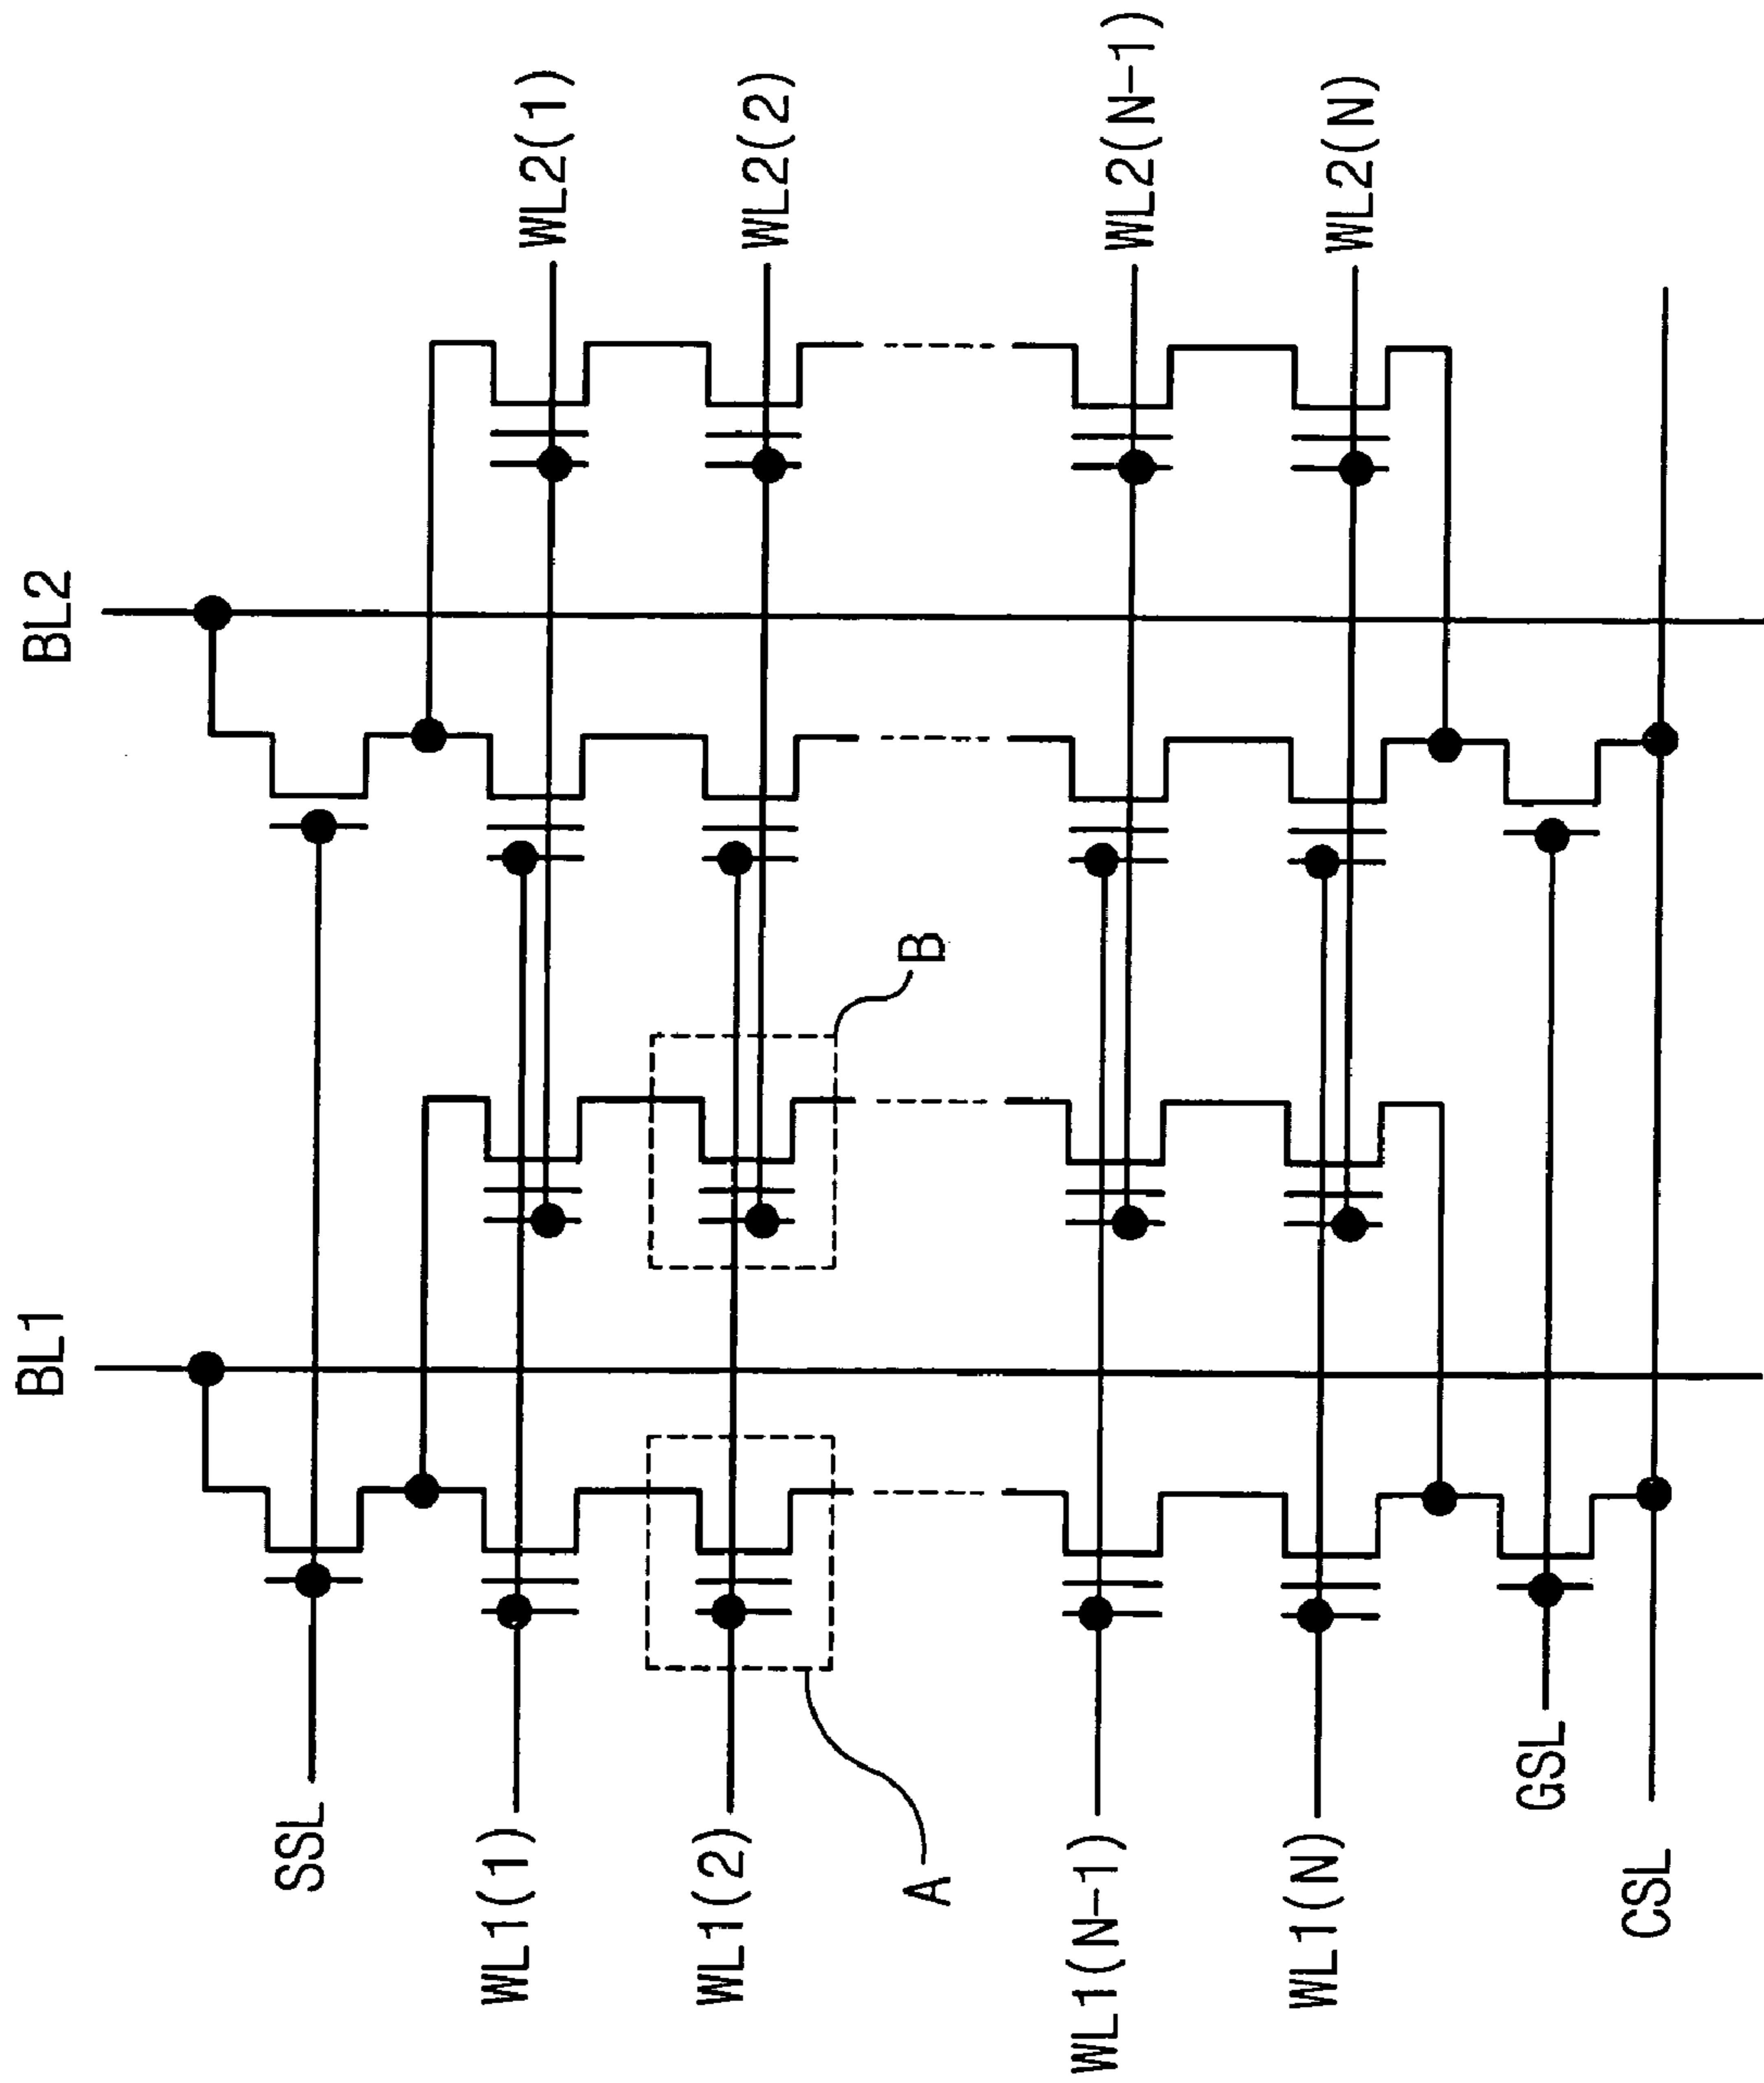 BL1
BL2
SSL
WL1(1)
WL2(1)
WL1(2)
WL2(2)
A
B
WL1(N-1)
WL2(N-1)
WL1(N)
WL2(N)
GSL
CSL